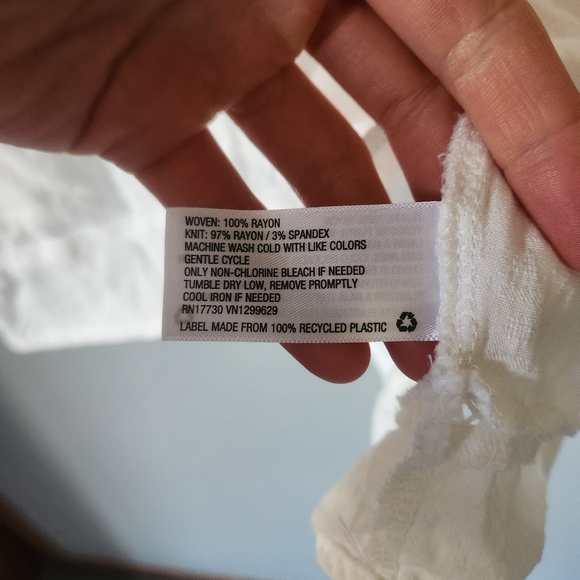 WOVEN: 100% RAYON
KNIT: 97% RAYON / 3% SPANDEX
MACHINE WASH COLD WITH LIKE COLORS
GENTLE CYCLE
ONLY NON-CHLORINE BLEACH IF NEEDED
TUMBLE DRY LOW, REMOVE PROMPTLY
COOL IRON IF NEEDED
RN17730 VN1299629
LABEL MADE FROM 100% RECYCLED PLASTIC